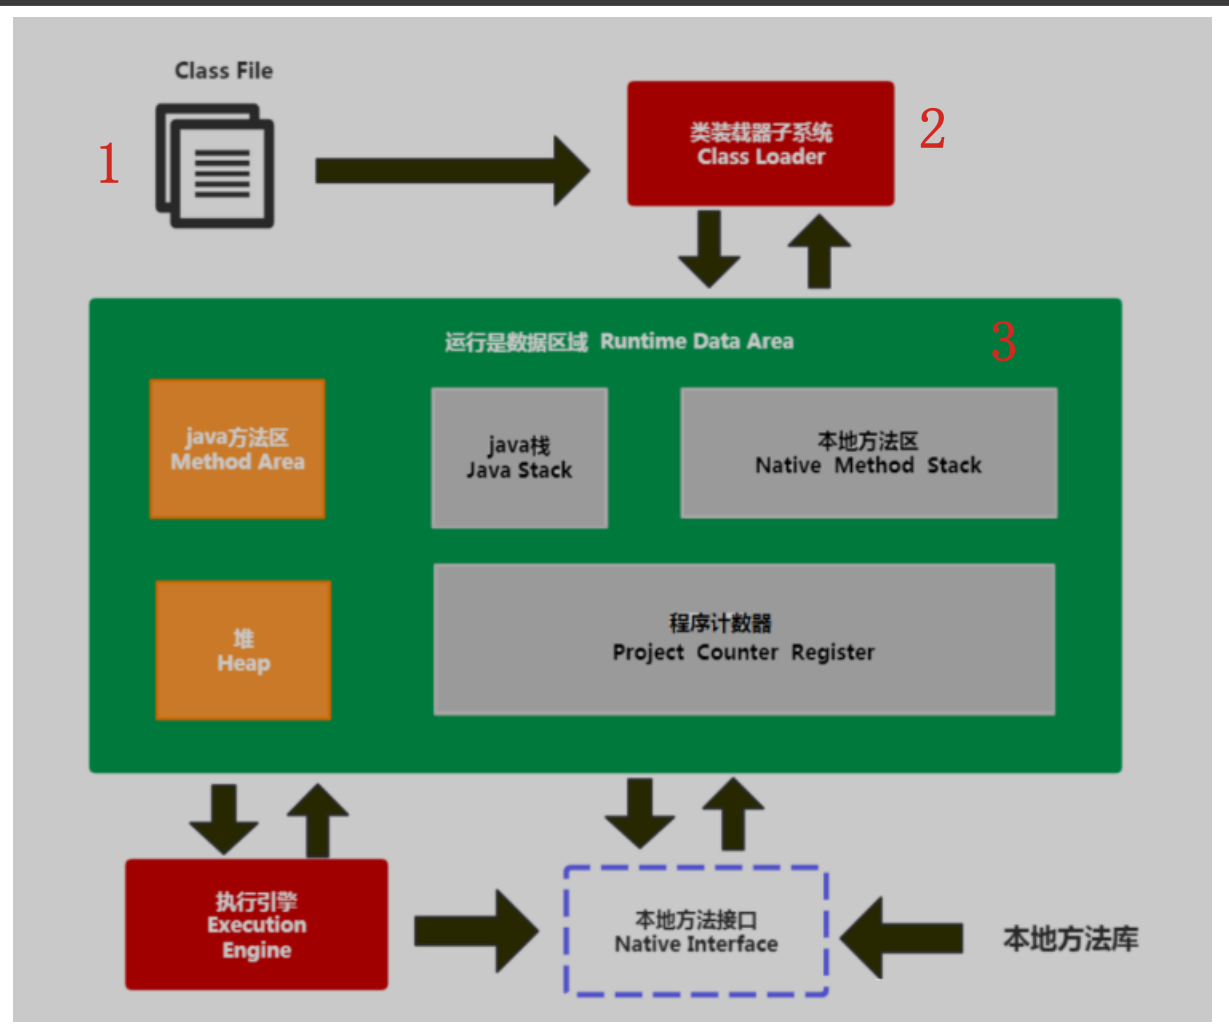 Class File
1
类装载器子系统
Class Loader
2
运行是数据区域 Runtime Data Area
3
java方法区
Method Area
java栈
Java Stack
本地方法区
Native Method Stack
堆
Heap
程序计数器
Project Counter Register
执行引擎
Execution
Engine
本地方法接口
Native Interface
本地方法库